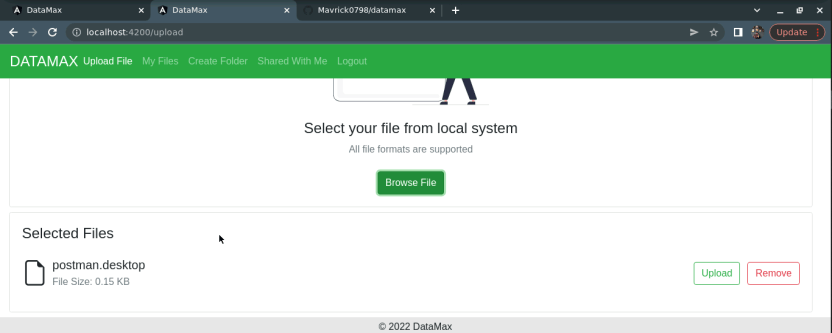 DataMax
DataMax
Mavrick0798/datamax
localhost:4200/upload
Update
DATAMAX Upload File My Files Create Folder Shared With Me Logout
Select your file from local system
All file formats are supported
Browse File
Selected Files
postman.desktop
File Size: 0.15 KB
Upload Remove
© 2022 DataMax